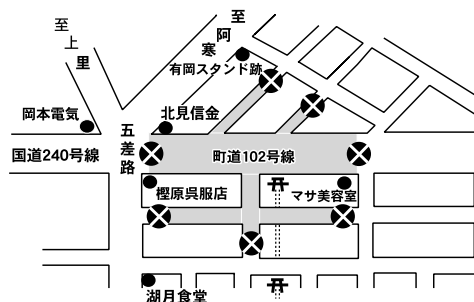 至阿寒
至上里
有岡スタンド跡
岡本電気
北見信金
五差路
国道240号線
町道102号線
樫原呉服店
マサ美容室
湖月食堂